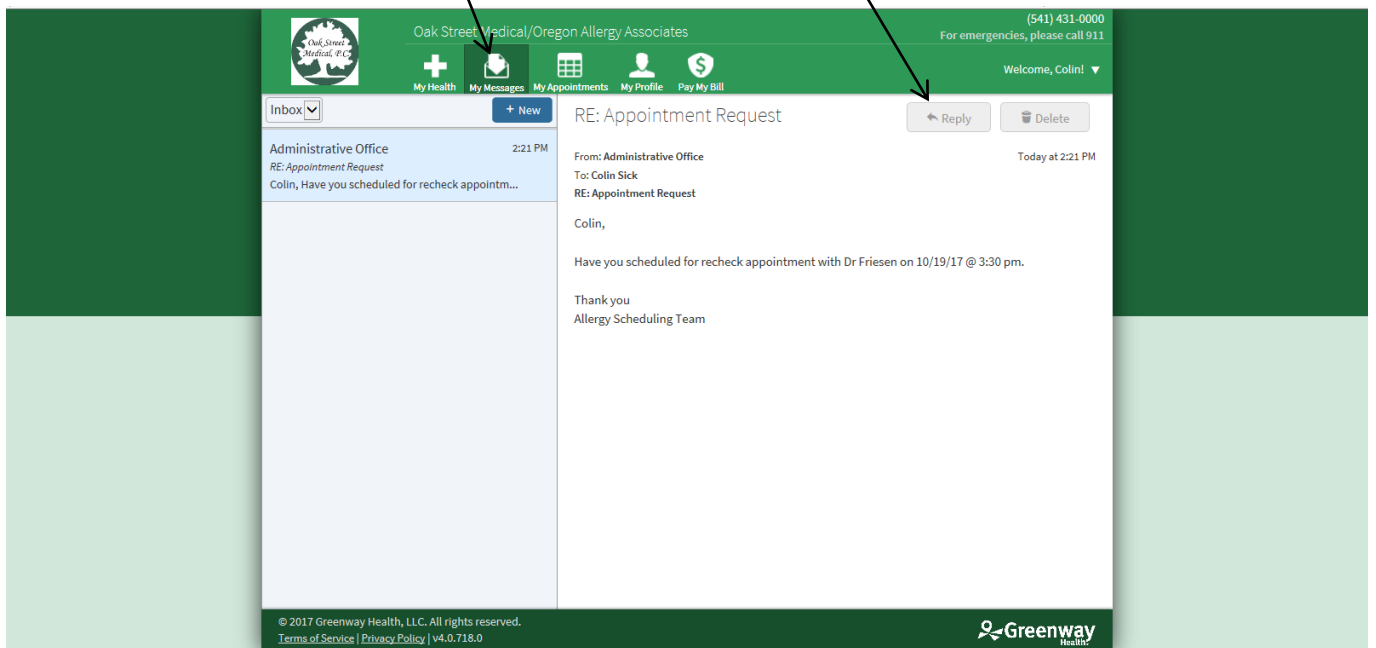 Oak Street
Medical, P.C.
Oak Street Medical/Oregon Allergy Associates
(541) 431-0000
For emergencies, please call 911
My Health
My Messages
My Appointments
My Profile
Pay My Bill
Welcome, Colin! ▼
Inbox
+ New
Administrative Office 2:21 PM
RE: Appointment Request
Colin, Have you scheduled for recheck appointm...
RE: Appointment Request
Reply
Delete
From: Administrative Office Today at 2:21 PM
To: Colin Sick
RE: Appointment Request
Colin,
Have you scheduled for recheck appointment with Dr Friesen on 10/19/17 @ 3:30 pm.
Thank you
Allergy Scheduling Team
© 2017 Greenway Health, LLC. All rights reserved.
Terms of Service | Privacy Policy | v4.0.718.0
Greenway
Health